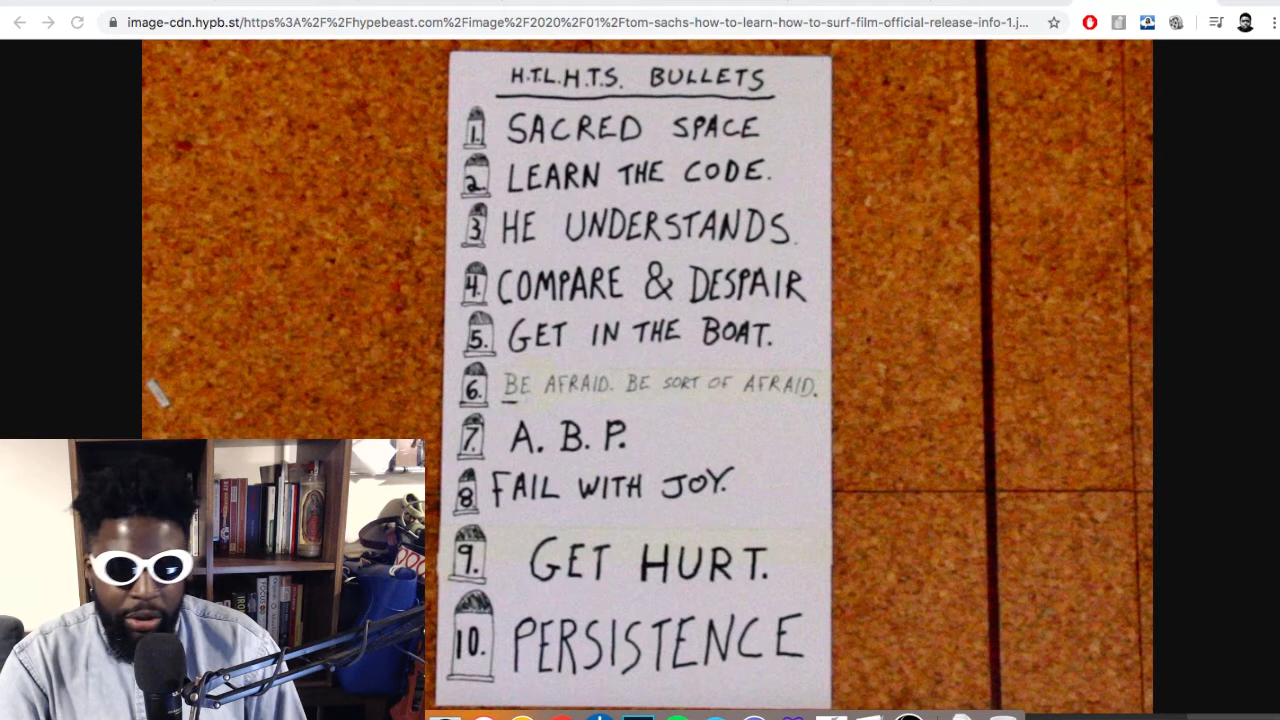 image-cdn.hypb.st/https%3A%2F%2Fhypebeast.com%2Fimage%2F2020%2F01%2Ftom-sachs-how-to-learn-how-to-surf-film-official-release-info-1.j...
H.T.L.H.T.S. BULLETS
1. SACRED SPACE
2. LEARN THE CODE.
3 HE UNDERSTANDS.
4. COMPARE & DESPAIR
5. GET IN THE BOAT.
6. BE AFRAID. BE SORT OF AFRAID.
7. A. B. P.
8 FAIL WITH JOY.
9. GET HURT.
10. PERSISTENCE
FOCUS